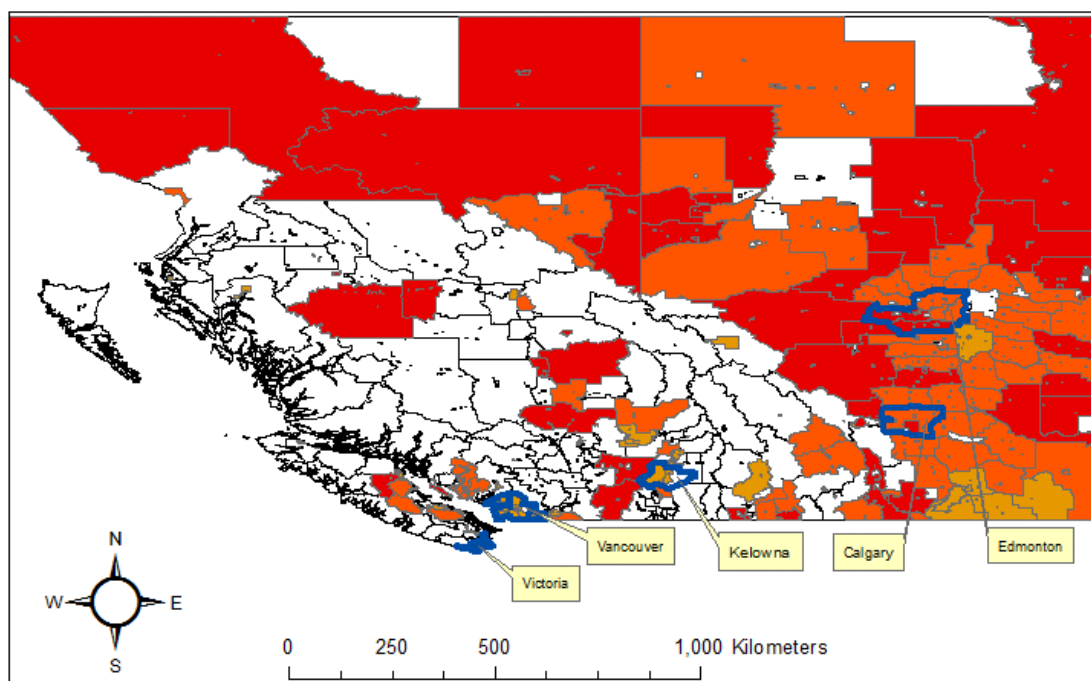 Vancouver
Kelowna
Calgary
Edmonton
Victoria
N
W
E
S
0 250 500 1,000 Kilometers